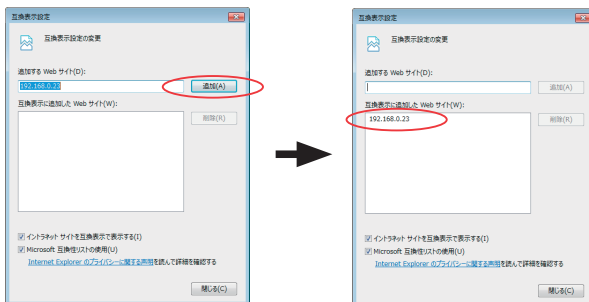 互換表示設定
互換表示設定の変更
追加する Web サイト(D):
192.168.0.23
追加(A)
互換表示に追加した Web サイト(W):
削除(R)
イントラネット サイトを互換表示で表示する(I)
Microsoft 互換性リストの使用(U)
Internet Explorer のプライバシーに関する声明を読んで詳細を確認する
閉じる(C)
互換表示設定
互換表示設定の変更
追加する Web サイト(D):
追加(A)
互換表示に追加した Web サイト(W):
192.168.0.23
削除(R)
イントラネット サイトを互換表示で表示する(I)
Microsoft 互換性リストの使用(U)
Internet Explorer のプライバシーに関する声明を読んで詳細を確認する
閉じる(C)